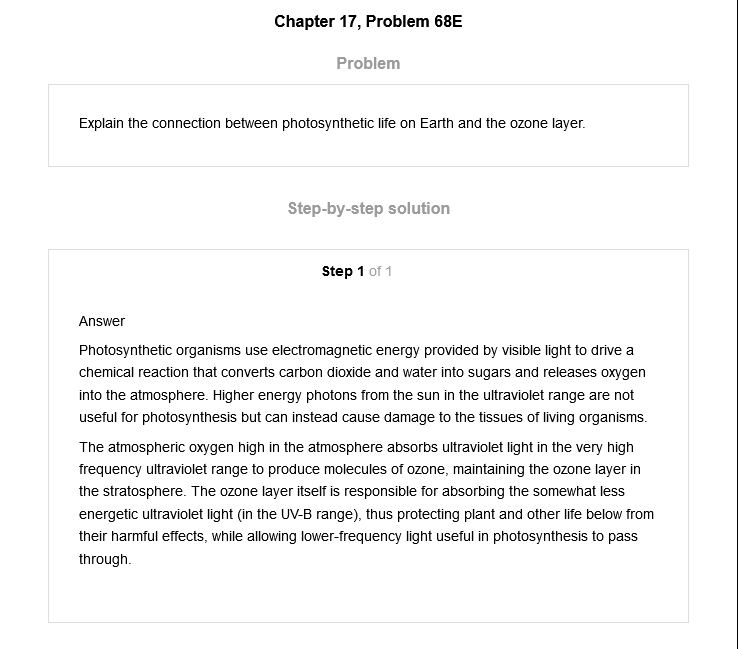 Chapter 17, Problem 68E
Problem
Explain the connection between photosynthetic life on Earth and the ozone layer.
Step-by-step solution
Step 1 of 1
Answer
Photosynthetic organisms use electromagnetic energy provided by visible light to drive a
chemical reaction that converts carbon dioxide and water into sugars and releases oxygen
into the atmosphere. Higher energy photons from the sun in the ultraviolet range are not
useful for photosynthesis but can instead cause damage to the tissues of living organisms.
The atmospheric oxygen high in the atmosphere absorbs ultraviolet light in the very high
frequency ultraviolet range to produce molecules of ozone, maintaining the ozone layer in
the stratosphere. The ozone layer itself is responsible for absorbing the somewhat less
energetic ultraviolet light (in the UV-B range), thus protecting plant and other life below from
their harmful effects, while allowing lower-frequency light useful in photosynthesis to pass
through.